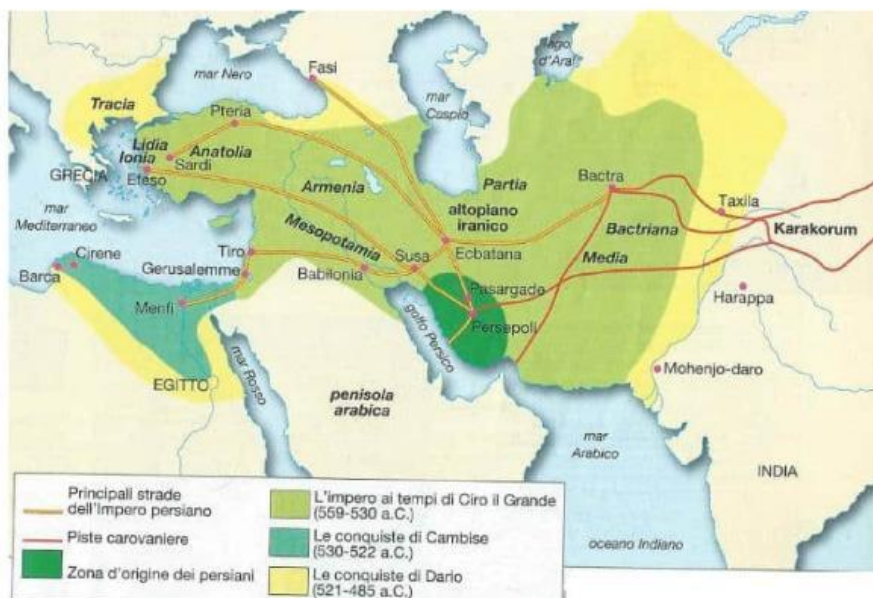 Fasi
lago
d'Aral
mar Nero
mar
Caspio
Tracia
Pteria
Lidia
Ionia
Anatolia
Sardi
GRECIA
Efeso
Armenia
Partia
Bactra
altopiano
iranico
Taxila
mar
Mediterraneo
Mesopotamia
Bactriana
Karakorum
Tiro
Susa
Ecbatana
Media
Cirene
Barca
Gerusalemme
Babilonia
Pasargade
Harappa
Menfi
Persepoli
golfo Persico
Mohenjo-daro
EGITTO
mar Rosso
penisola
arabica
mar
Arabico
INDIA
oceano Indiano
Principali strade
dell'Impero persiano
Piste carovaniere
Zona d'origine dei persiani
L'impero ai tempi di Ciro il Grande
(559-530 a.C.)
Le conquiste di Cambise
(530-522 a.C.)
Le conquiste di Dario
(521-485 a.C.)